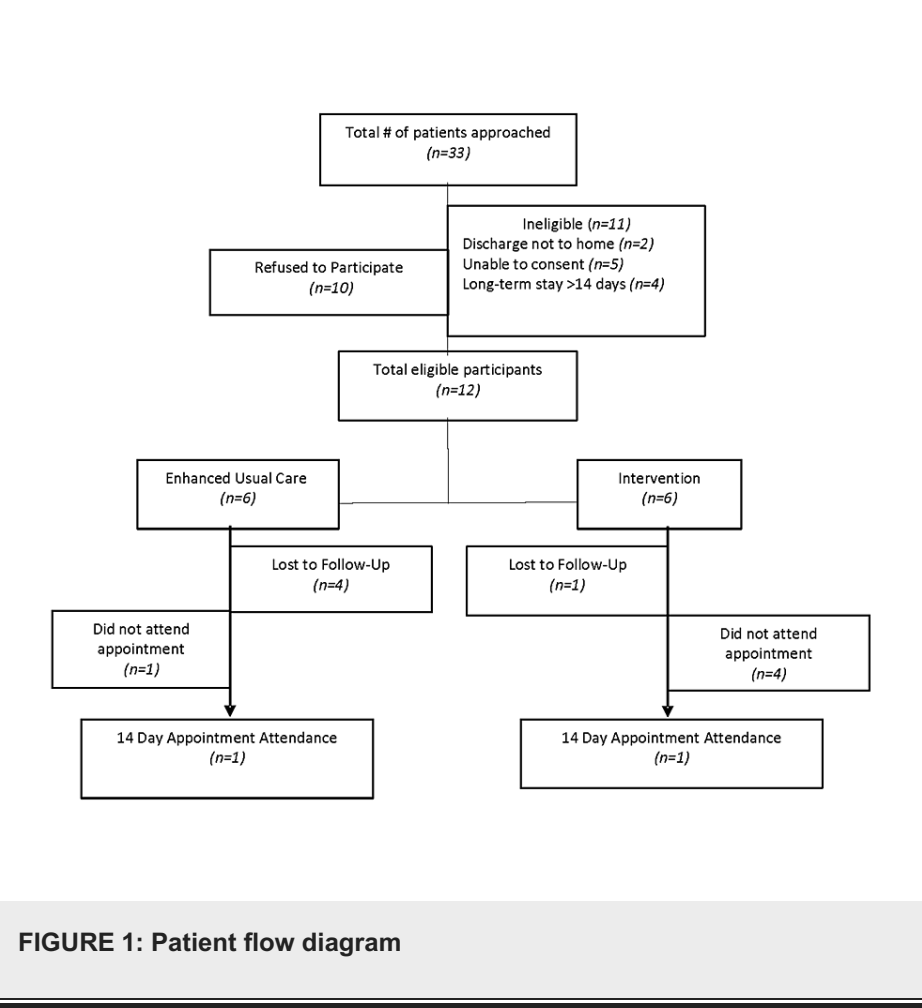 Total # of patients approached
(n=33)
Ineligible (n=11)
Discharge not to home (n=2)
Unable to consent (n=5)
Long-term stay >14 days (n=4)
Refused to Participate
(n=10)
Total eligible participants
(n=12)
Enhanced Usual Care
(n=6)
Intervention
(n=6)
Lost to Follow-Up
(n=4)
Lost to Follow-Up
(n=1)
Did not attend
appointment
(n=1)
Did not attend
appointment
(n=4)
14 Day Appointment Attendance
(n=1)
14 Day Appointment Attendance
(n=1)
FIGURE 1: Patient flow diagram